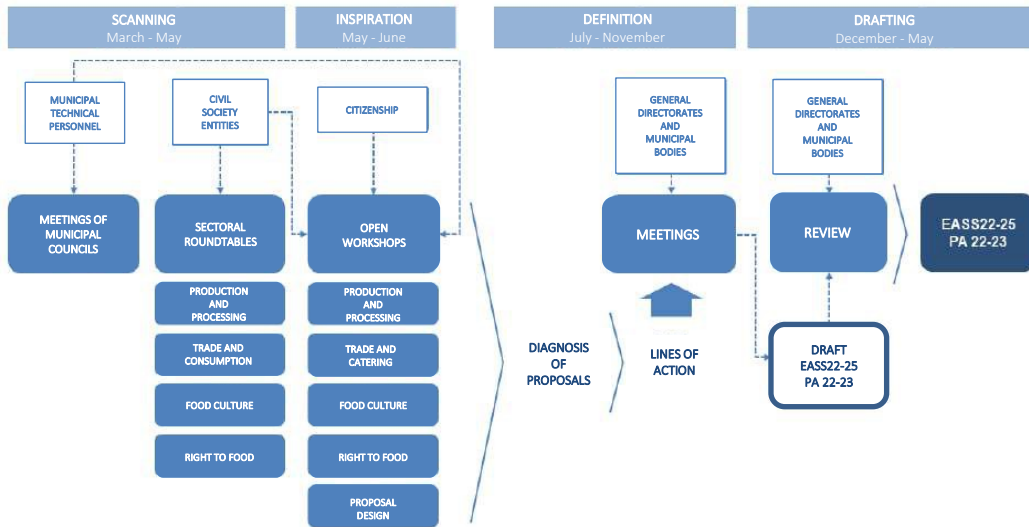 SCANNING
March - May
INSPIRATION
May - June
DEFINITION
July - November
DRAFTING
December - May
MUNICIPAL
TECHNICAL
PERSONNEL
CIVIL
SOCIETY
ENTITIES
CITIZENSHIP
GENERAL
DIRECTORATES
AND
MUNICIPAL
BODIES
GENERAL
DIRECTORATES
AND
MUNICIPAL
BODIES
MEETINGS OF
MUNICIPAL
COUNCILS
SECTORAL
ROUNDTABLES
OPEN
WORKSHOPS
MEETINGS
REVIEW
EASS22-25
PA 22-23
PRODUCTION
AND
PROCESSING
TRADE AND
CONSUMPTION
FOOD CULTURE
RIGHT TO FOOD
PRODUCTION
AND
PROCESSING
TRADE AND
CATERING
FOOD CULTURE
RIGHT TO FOOD
PROPOSAL
DESIGN
DIAGNOSIS
OF
PROPOSALS
LINES OF
ACTION
DRAFT
EASS22-25
PA 22-23